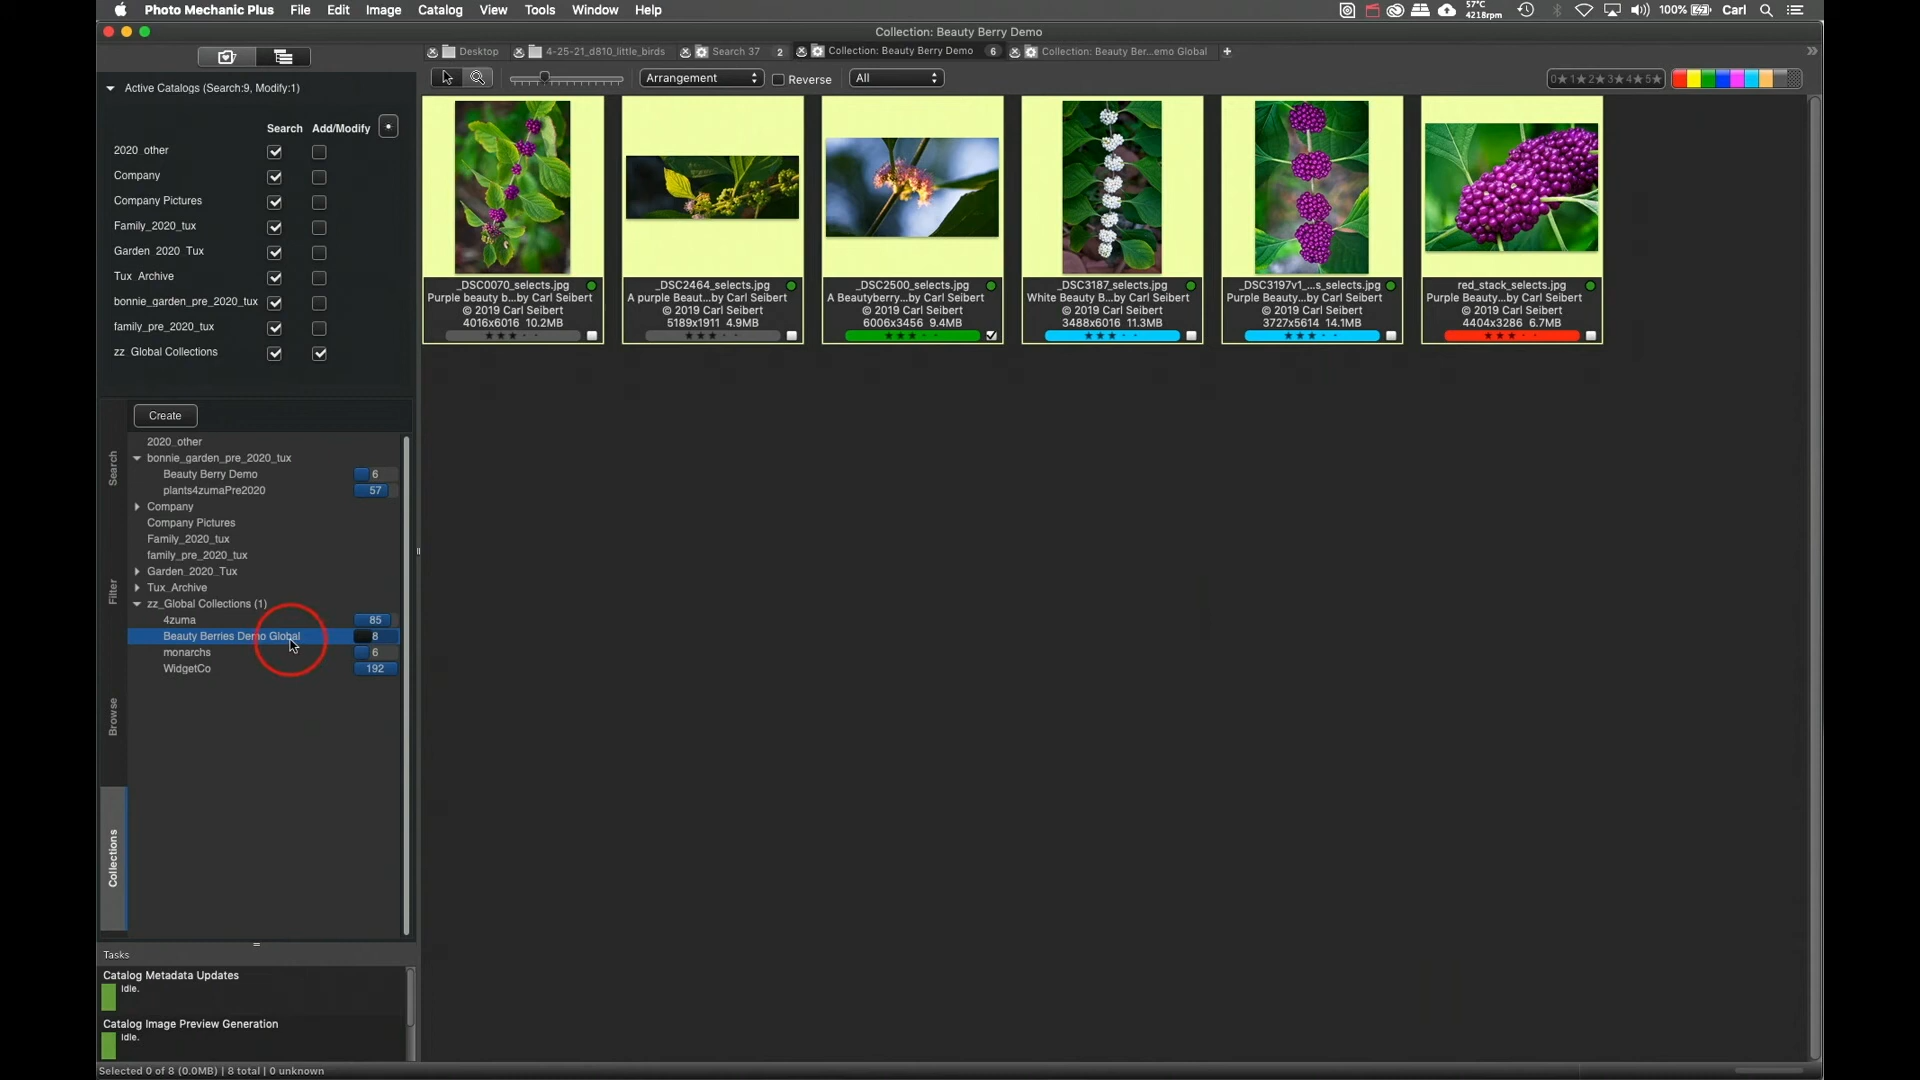 Photo Mechanic Plus File Edit Image Catalog View Tools Window Help 57°C 4218rpm 100% Carl
Collection: Beauty Berry Demo
Desktop 4-25-21_d810_little_birds Search 37 2 Collection: Beauty Berry Demo 6 Collection: Beauty Ber...emo Global +
Arrangement Reverse All 0★1★2★3★4★5★
Active Catalogs (Search:9, Modify:1)
Search Add/Modify
2020_other
Company
Company Pictures
Family_2020_tux
Garden_2020_Tux
Tux_Archive
bonnie_garden_pre_2020_tux
family_pre_2020_tux
zz_Global Collections
_DSC0070_selects.jpg
Purple beauty b...by Carl Seibert
© 2019 Carl Seibert
4016x6016 10.2MB
_DSC2464_selects.jpg
A purple Beaut...by Carl Seibert
© 2019 Carl Seibert
5189x1911 4.9MB
_DSC2500_selects.jpg
A Beautyberry...by Carl Seibert
© 2019 Carl Seibert
6006x3456 9.4MB
_DSC3187_selects.jpg
White Beauty B...by Carl Seibert
© 2019 Carl Seibert
3488x6016 11.3MB
_DSC3197v1_...s_selects.jpg
Purple Beauty...by Carl Seibert
© 2019 Carl Seibert
3727x5614 14.1MB
red_stack_selects.jpg
Purple Beauty...by Carl Seibert
© 2019 Carl Seibert
4404x3286 6.7MB
Create
Search
Filter
Browse
Collections
2020_other
bonnie_garden_pre_2020_tux
Beauty Berry Demo 6
plants4zumaPre2020 57
Company
Company Pictures
Family_2020_tux
family_pre_2020_tux
Garden_2020_Tux
Tux_Archive
zz_Global Collections (1)
4zuma 85
Beauty Berries Demo Global 8
monarchs 6
WidgetCo 192
Tasks
Catalog Metadata Updates
Idle.
Catalog Image Preview Generation
Idle.
Selected 0 of 8 (0.0MB) | 8 total | 0 unknown